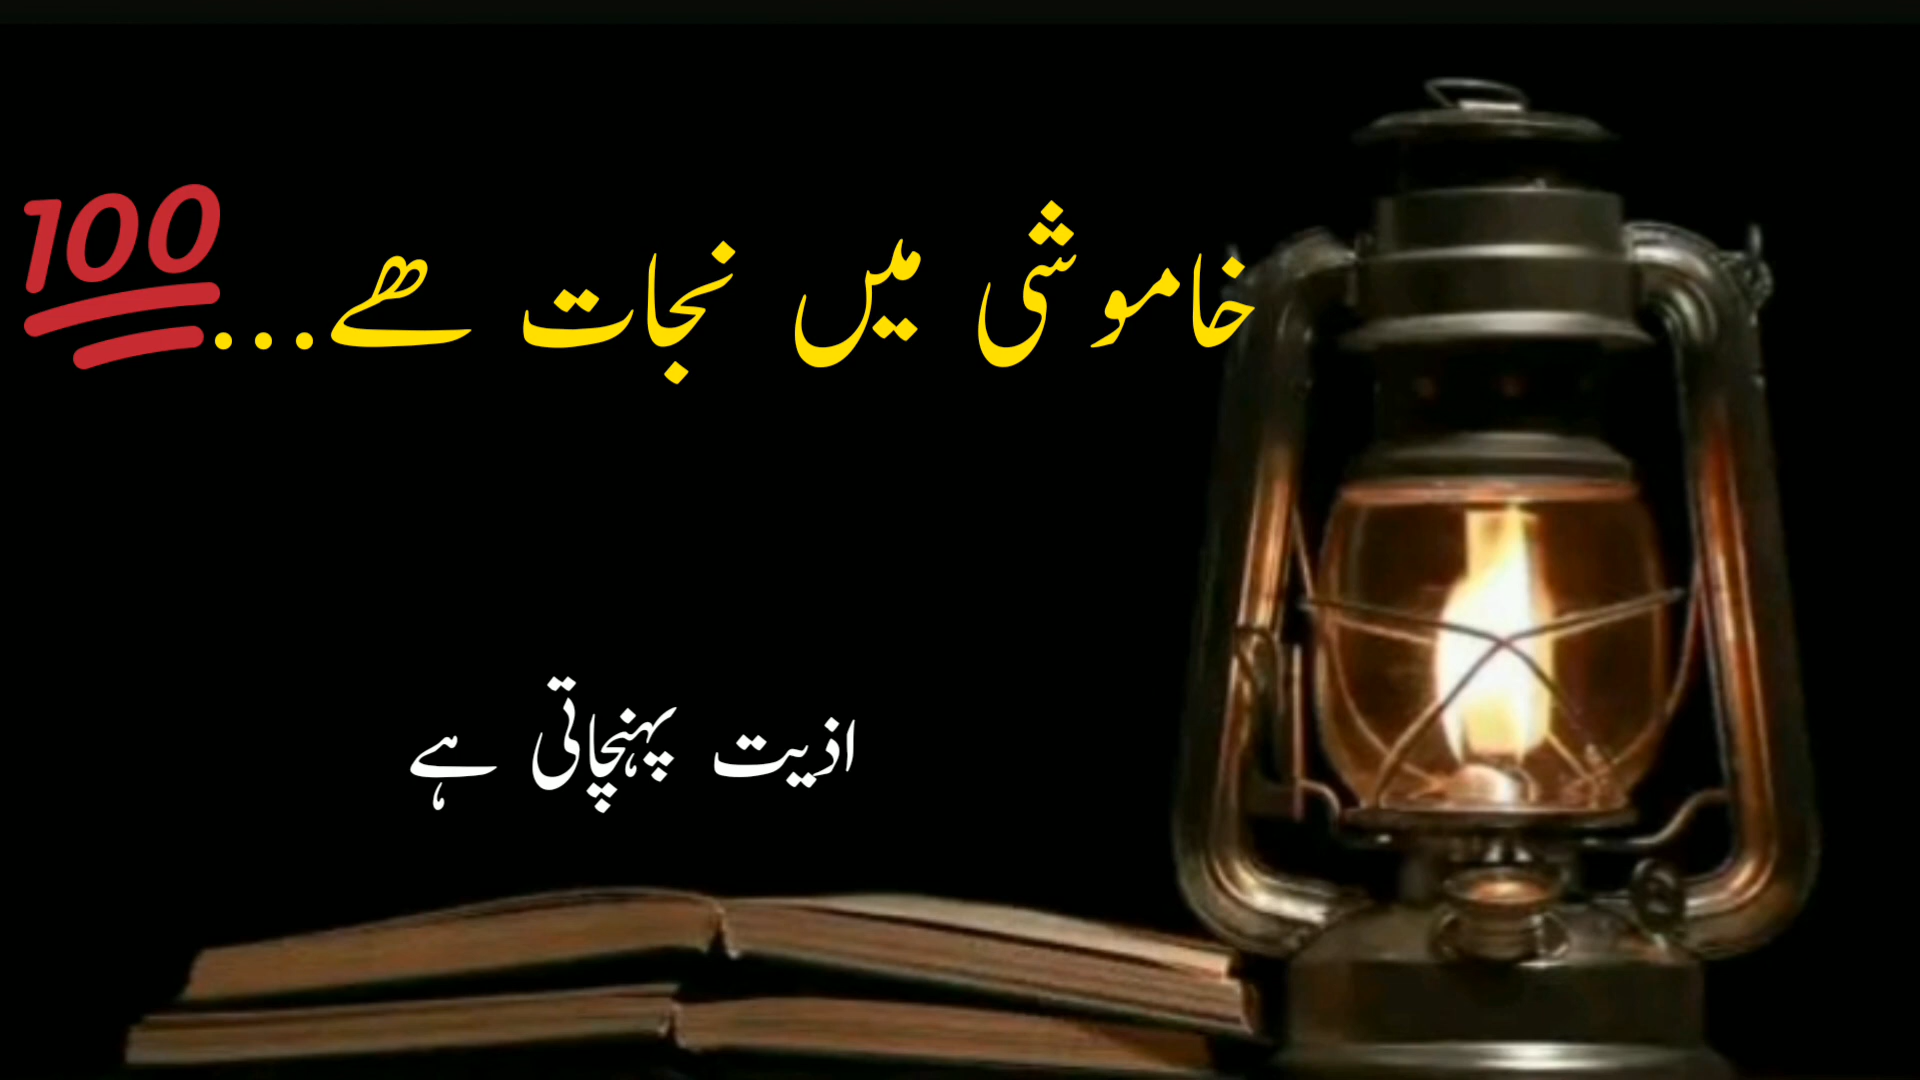 خاموشی میں نجات ھے...💯
اذیت پہنچاتی ہے